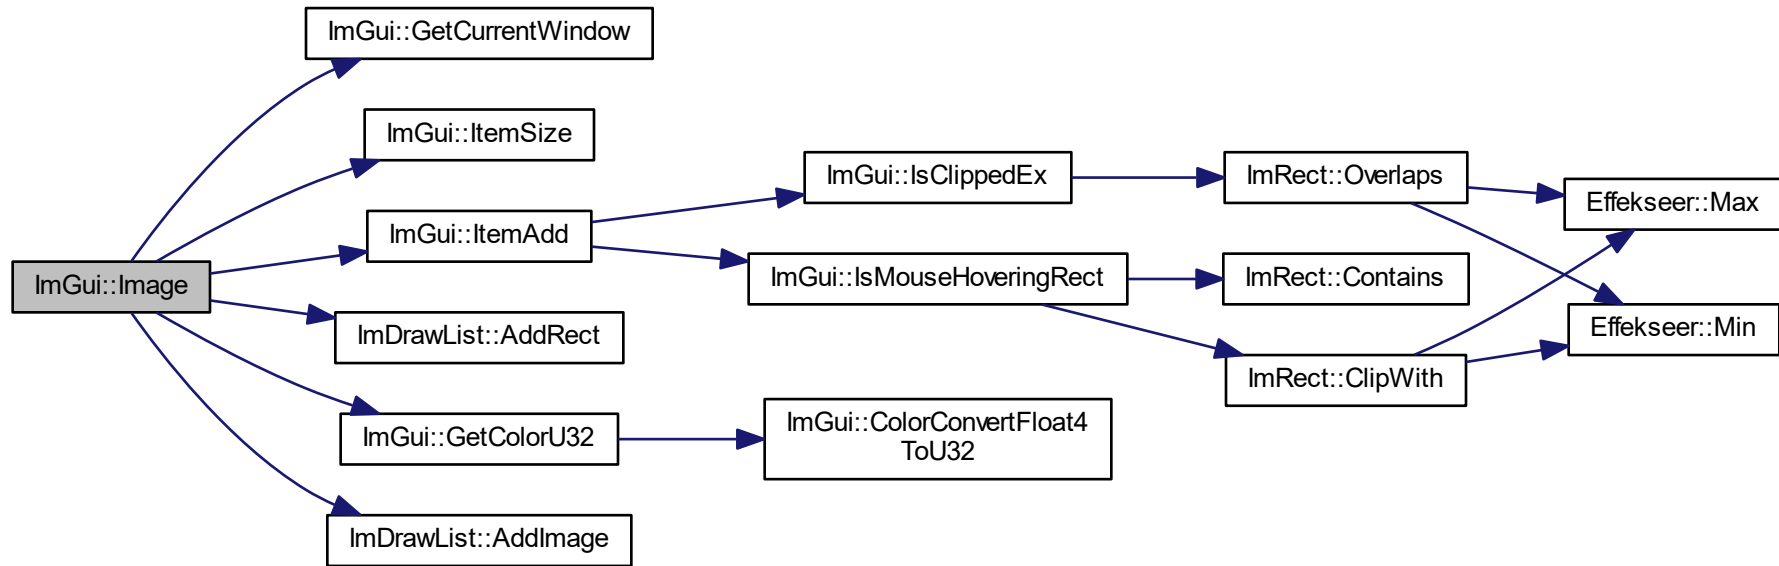 ImGui::Image
ImGui::GetCurrentWindow
ImGui::ItemSize
ImGui::ItemAdd
ImDrawList::AddRect
ImGui::GetColorU32
ImDrawList::AddImage
ImGui::IsClippedEx
ImGui::IsMouseHoveringRect
ImGui::ColorConvertFloat4
ToU32
ImRect::Overlaps
ImRect::Contains
ImRect::ClipWith
Effekseer::Max
Effekseer::Min